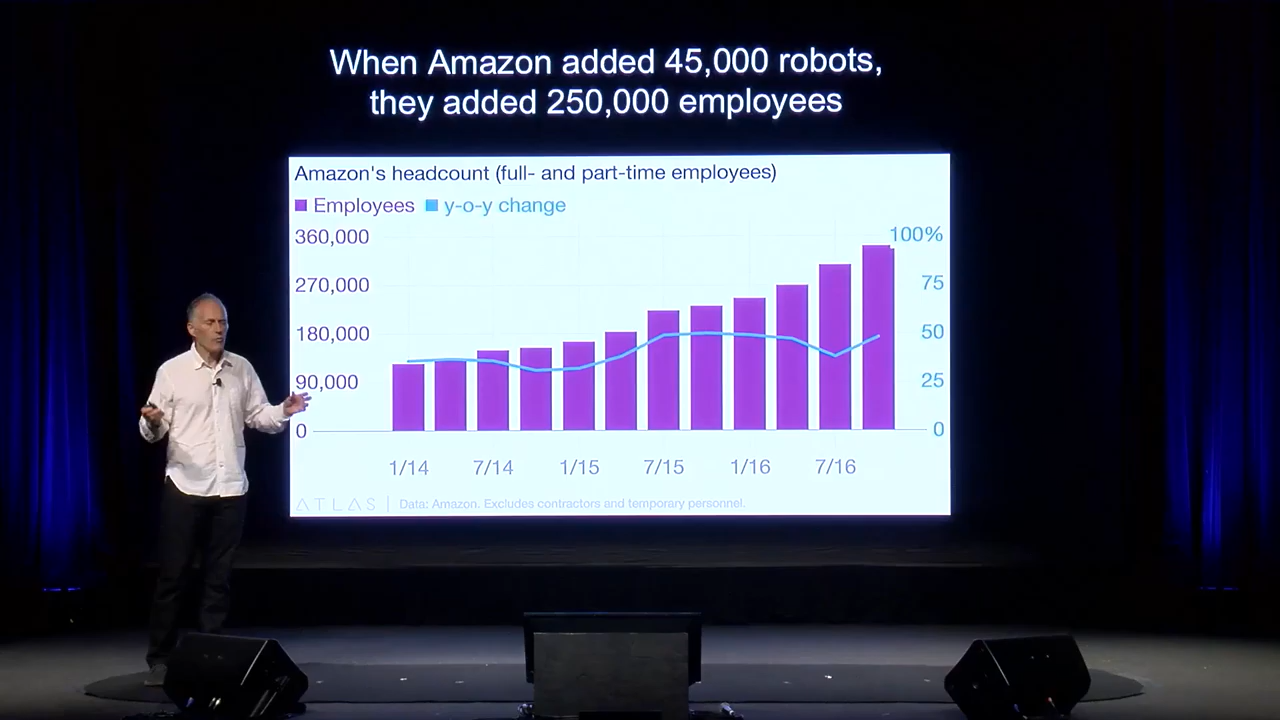 When Amazon added 45,000 robots,
they added 250,000 employees
Amazon's headcount (full- and part-time employees)
Employees y-o-y change
360,000 100%
270,000 75
180,000 50
90,000 25
0 0
1/14 7/14 1/15 7/15 1/16 7/16
ATLAS | Data: Amazon. Excludes contractors and temporary personnel.